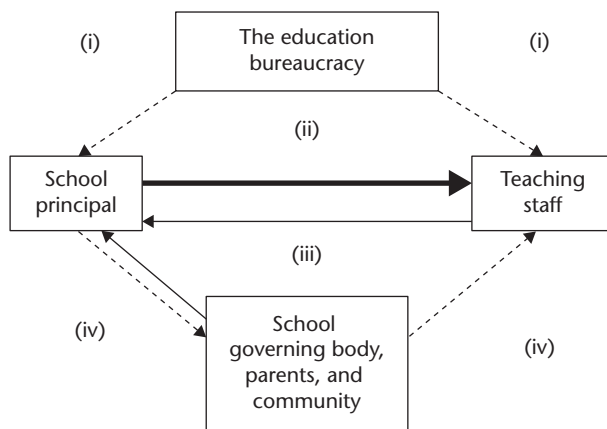 (i)
The education
bureaucracy
(i)
(ii)
School
principal
Teaching
staff
(iii)
(iv)
School
governing body,
parents, and
community
(iv)